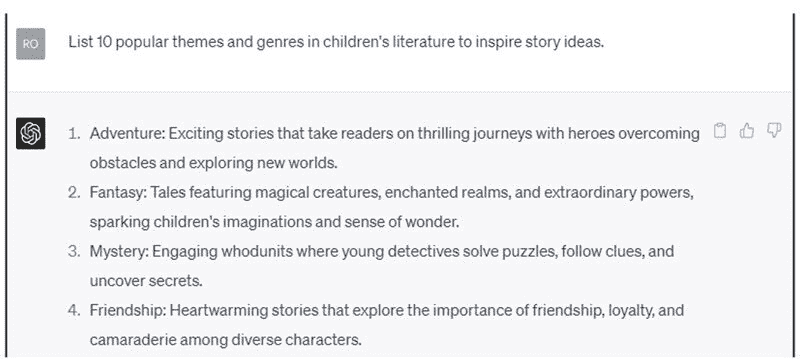 RO
List 10 popular themes and genres in children's literature to inspire story ideas.
1. Adventure: Exciting stories that take readers on thrilling journeys with heroes overcoming
obstacles and exploring new worlds.
2. Fantasy: Tales featuring magical creatures, enchanted realms, and extraordinary powers,
sparking children's imaginations and sense of wonder.
3. Mystery: Engaging whodunits where young detectives solve puzzles, follow clues, and
uncover secrets.
4. Friendship: Heartwarming stories that explore the importance of friendship, loyalty, and
camaraderie among diverse characters.